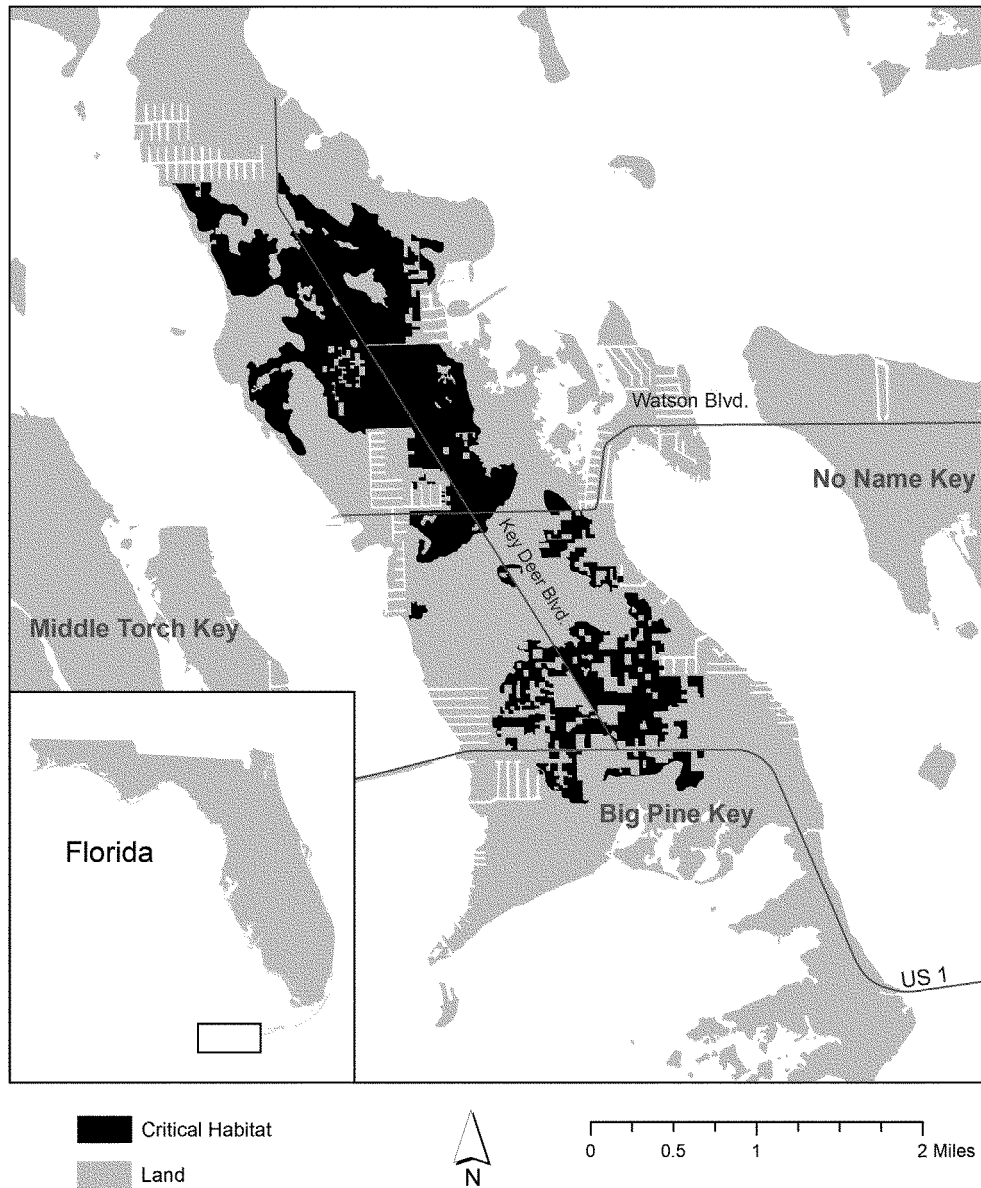 Watson Blvd.
No Name Key
Key Deer Blvd.
Middle Torch Key
Big Pine Key
Florida
US 1
Critical Habitat
Land
N
0 0.5 1 2 Miles